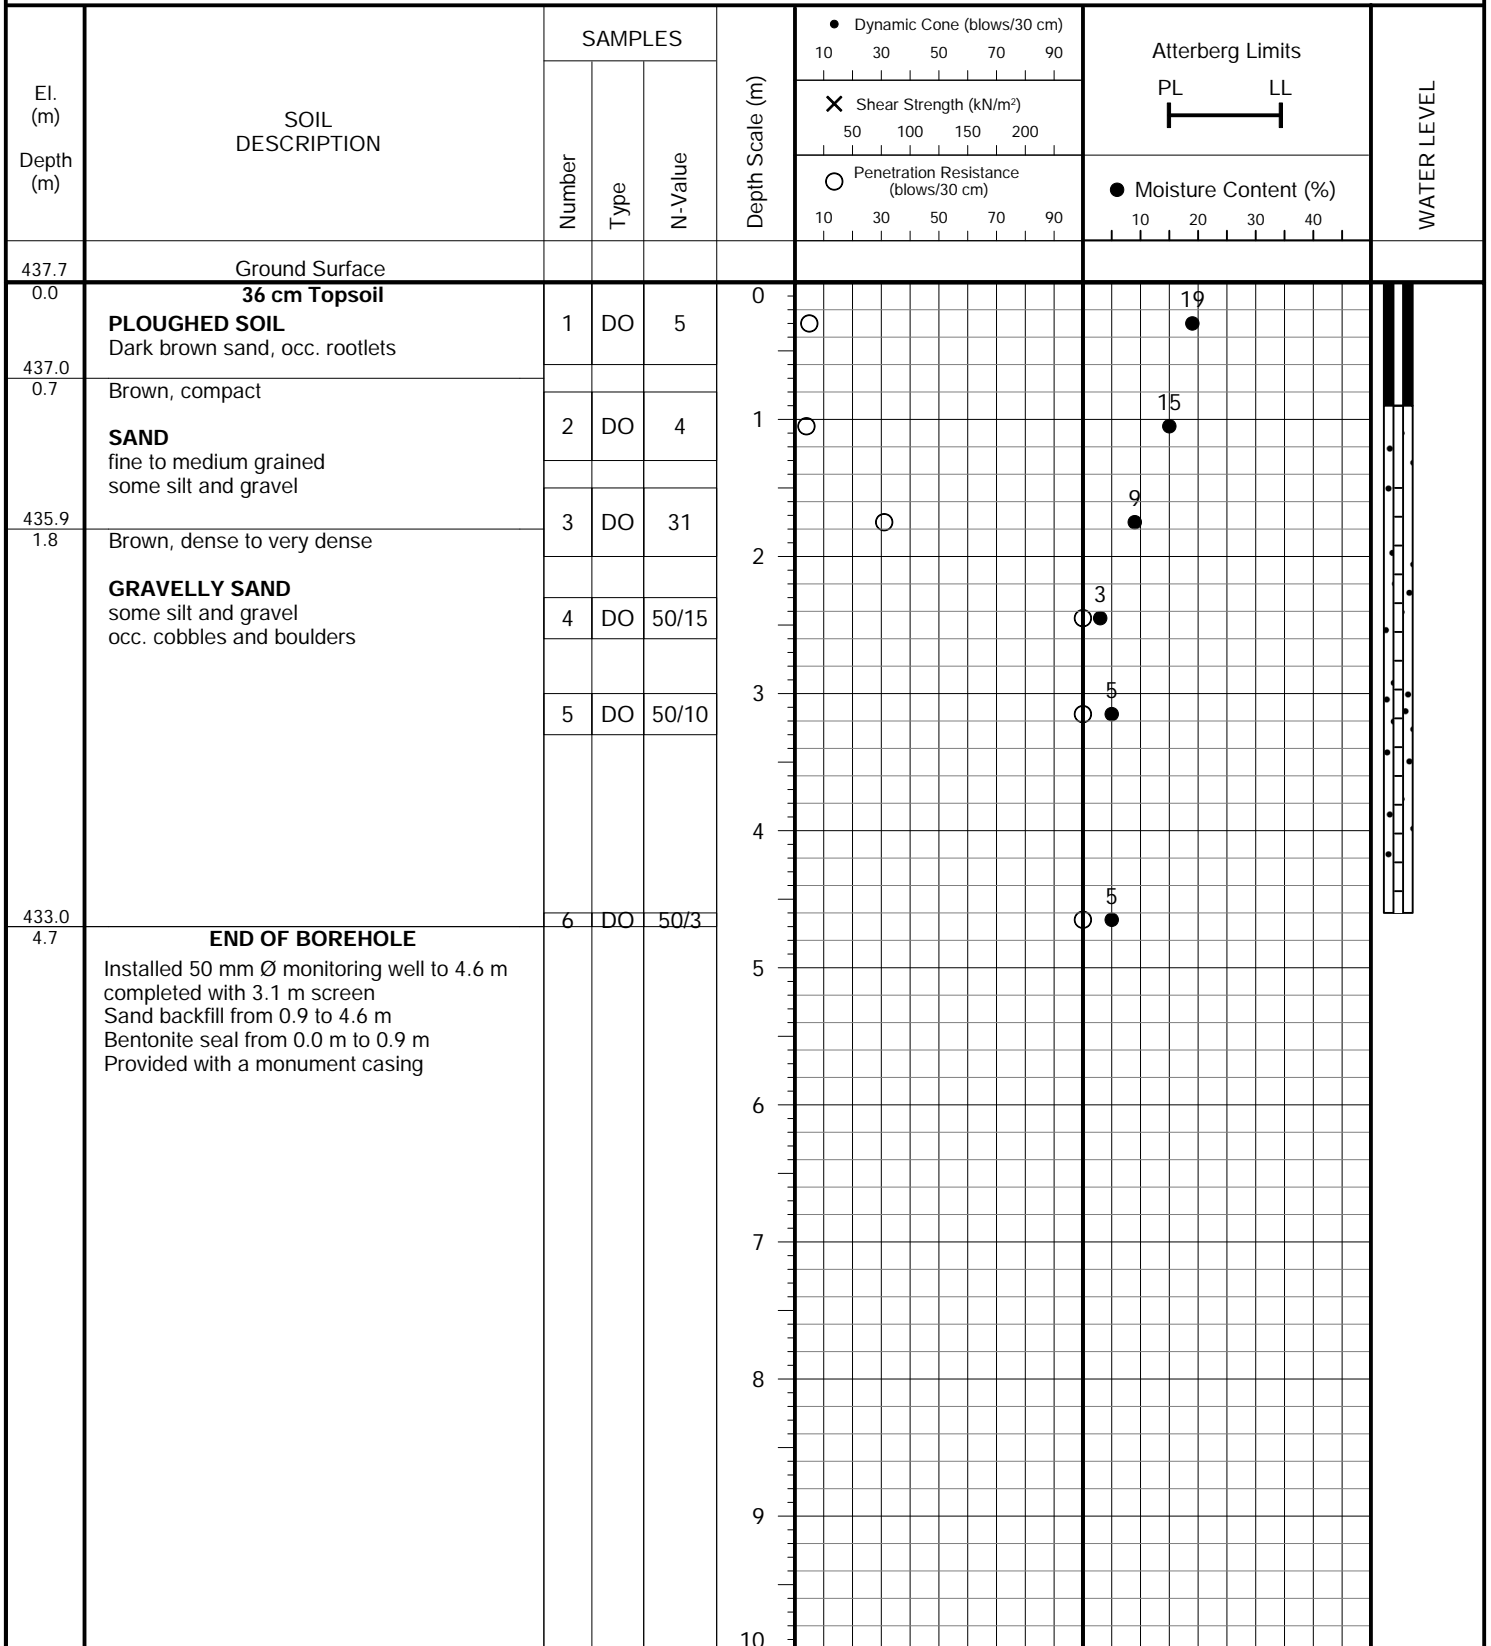 El.
(m)
Depth
(m)
SOIL
DESCRIPTION
SAMPLES
Number
Type
N-Value
Depth Scale (m)
Dynamic Cone (blows/30 cm)
10 30 50 70 90
Shear Strength (kN/m²)
50 100 150 200
Penetration Resistance
(blows/30 cm)
10 30 50 70 90
Atterberg Limits
PL LL
Moisture Content (%)
10 20 30 40
WATER LEVEL
437.7 Ground Surface
0.0 36 cm Topsoil 0
19
PLOUGHED SOIL 1 DO 5
Dark brown sand, occ. rootlets
437.0
0.7 Brown, compact
15
1
SAND 2 DO 4
fine to medium grained
some silt and gravel
9
435.9 3 DO 31
1.8 Brown, dense to very dense
2
GRAVELLY SAND
3
some silt and gravel 4 DO 50/15
occ. cobbles and boulders
3 5
5 DO 50/10
4
5
433.0 6 DO 50/3
4.7 END OF BOREHOLE
Installed 50 mm Ø monitoring well to 4.6 m 5
completed with 3.1 m screen
Sand backfill from 0.9 to 4.6 m
Bentonite seal from 0.0 m to 0.9 m
Provided with a monument casing
6
7
8
9
10